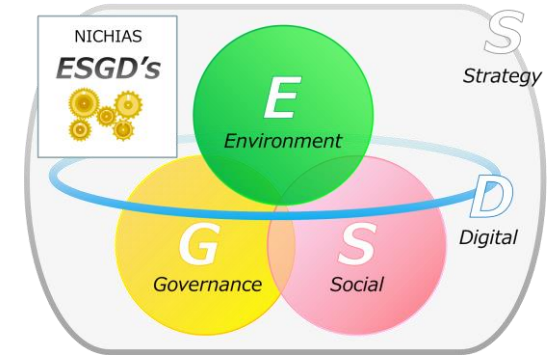 NICHIAS
ESGD's
S
Strategy
E
Environment
D
Digital
G
Governance
S
Social